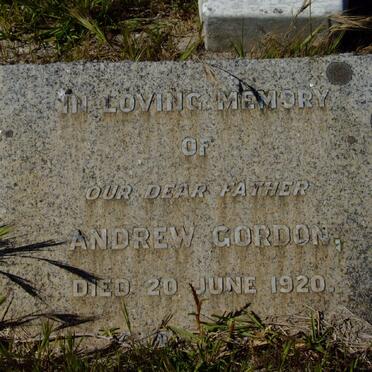 IN LOVING MEMORY
OF
OUR DEAR FATHER
ANDREW GORDON,
DIED 20 JUNE 1920.